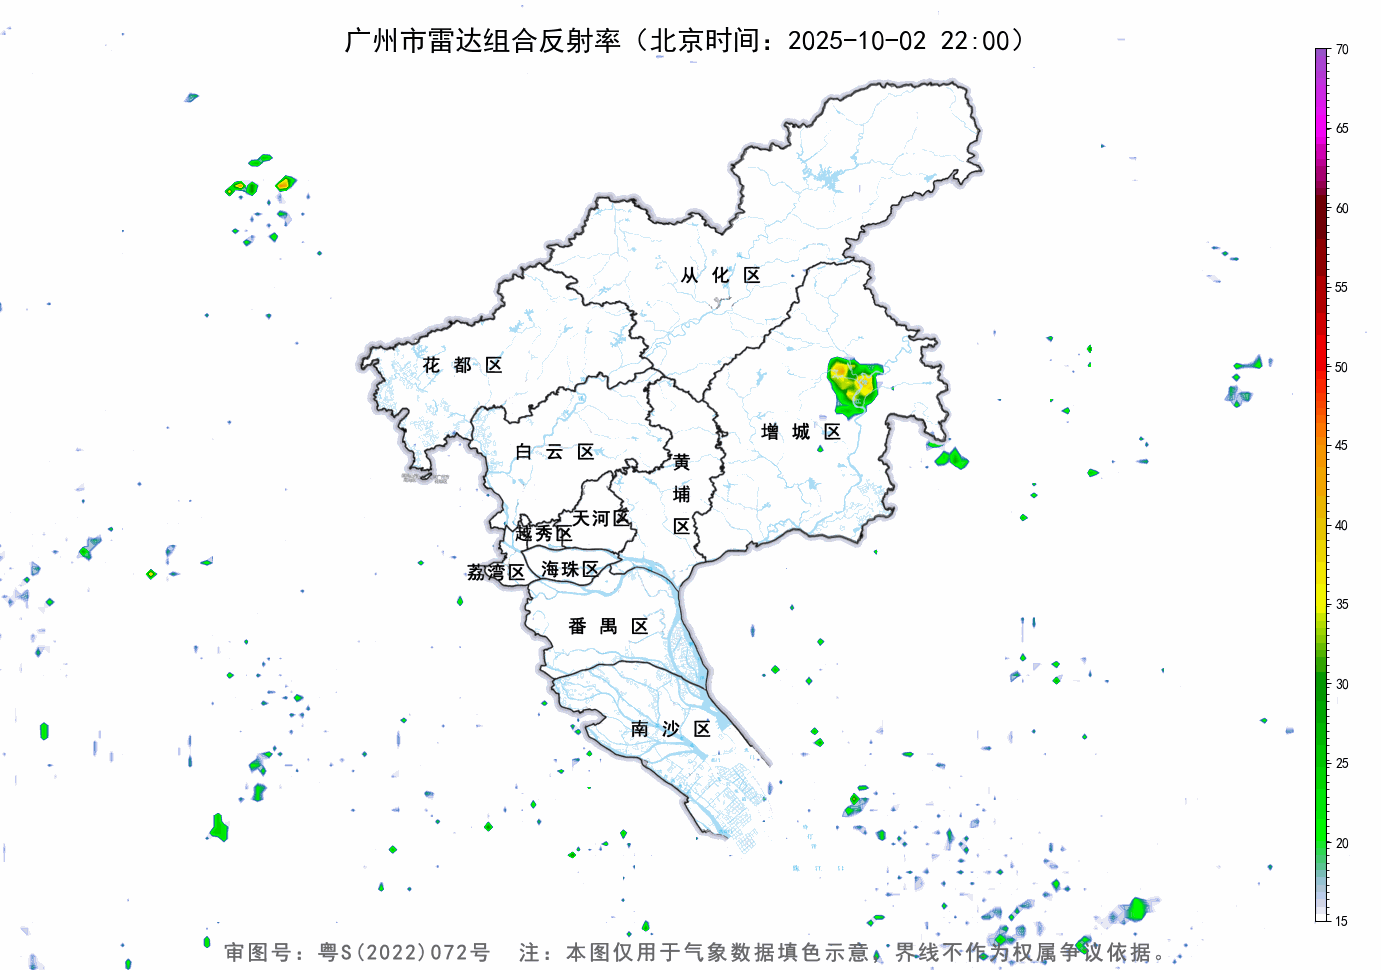 广州市雷达组合反射率（北京时间：2025-10-02 22:00）
70
65
60
55
50
45
40
35
30
25
20
15
从化区
花都区
增城区
白云区
黄埔区
天河区
越秀区
荔湾区
海珠区
番禺区
南沙区
审图号：粤S(2022)072号 注：本图仅用于气象数据填色示意，界线不作为权属争议依据。